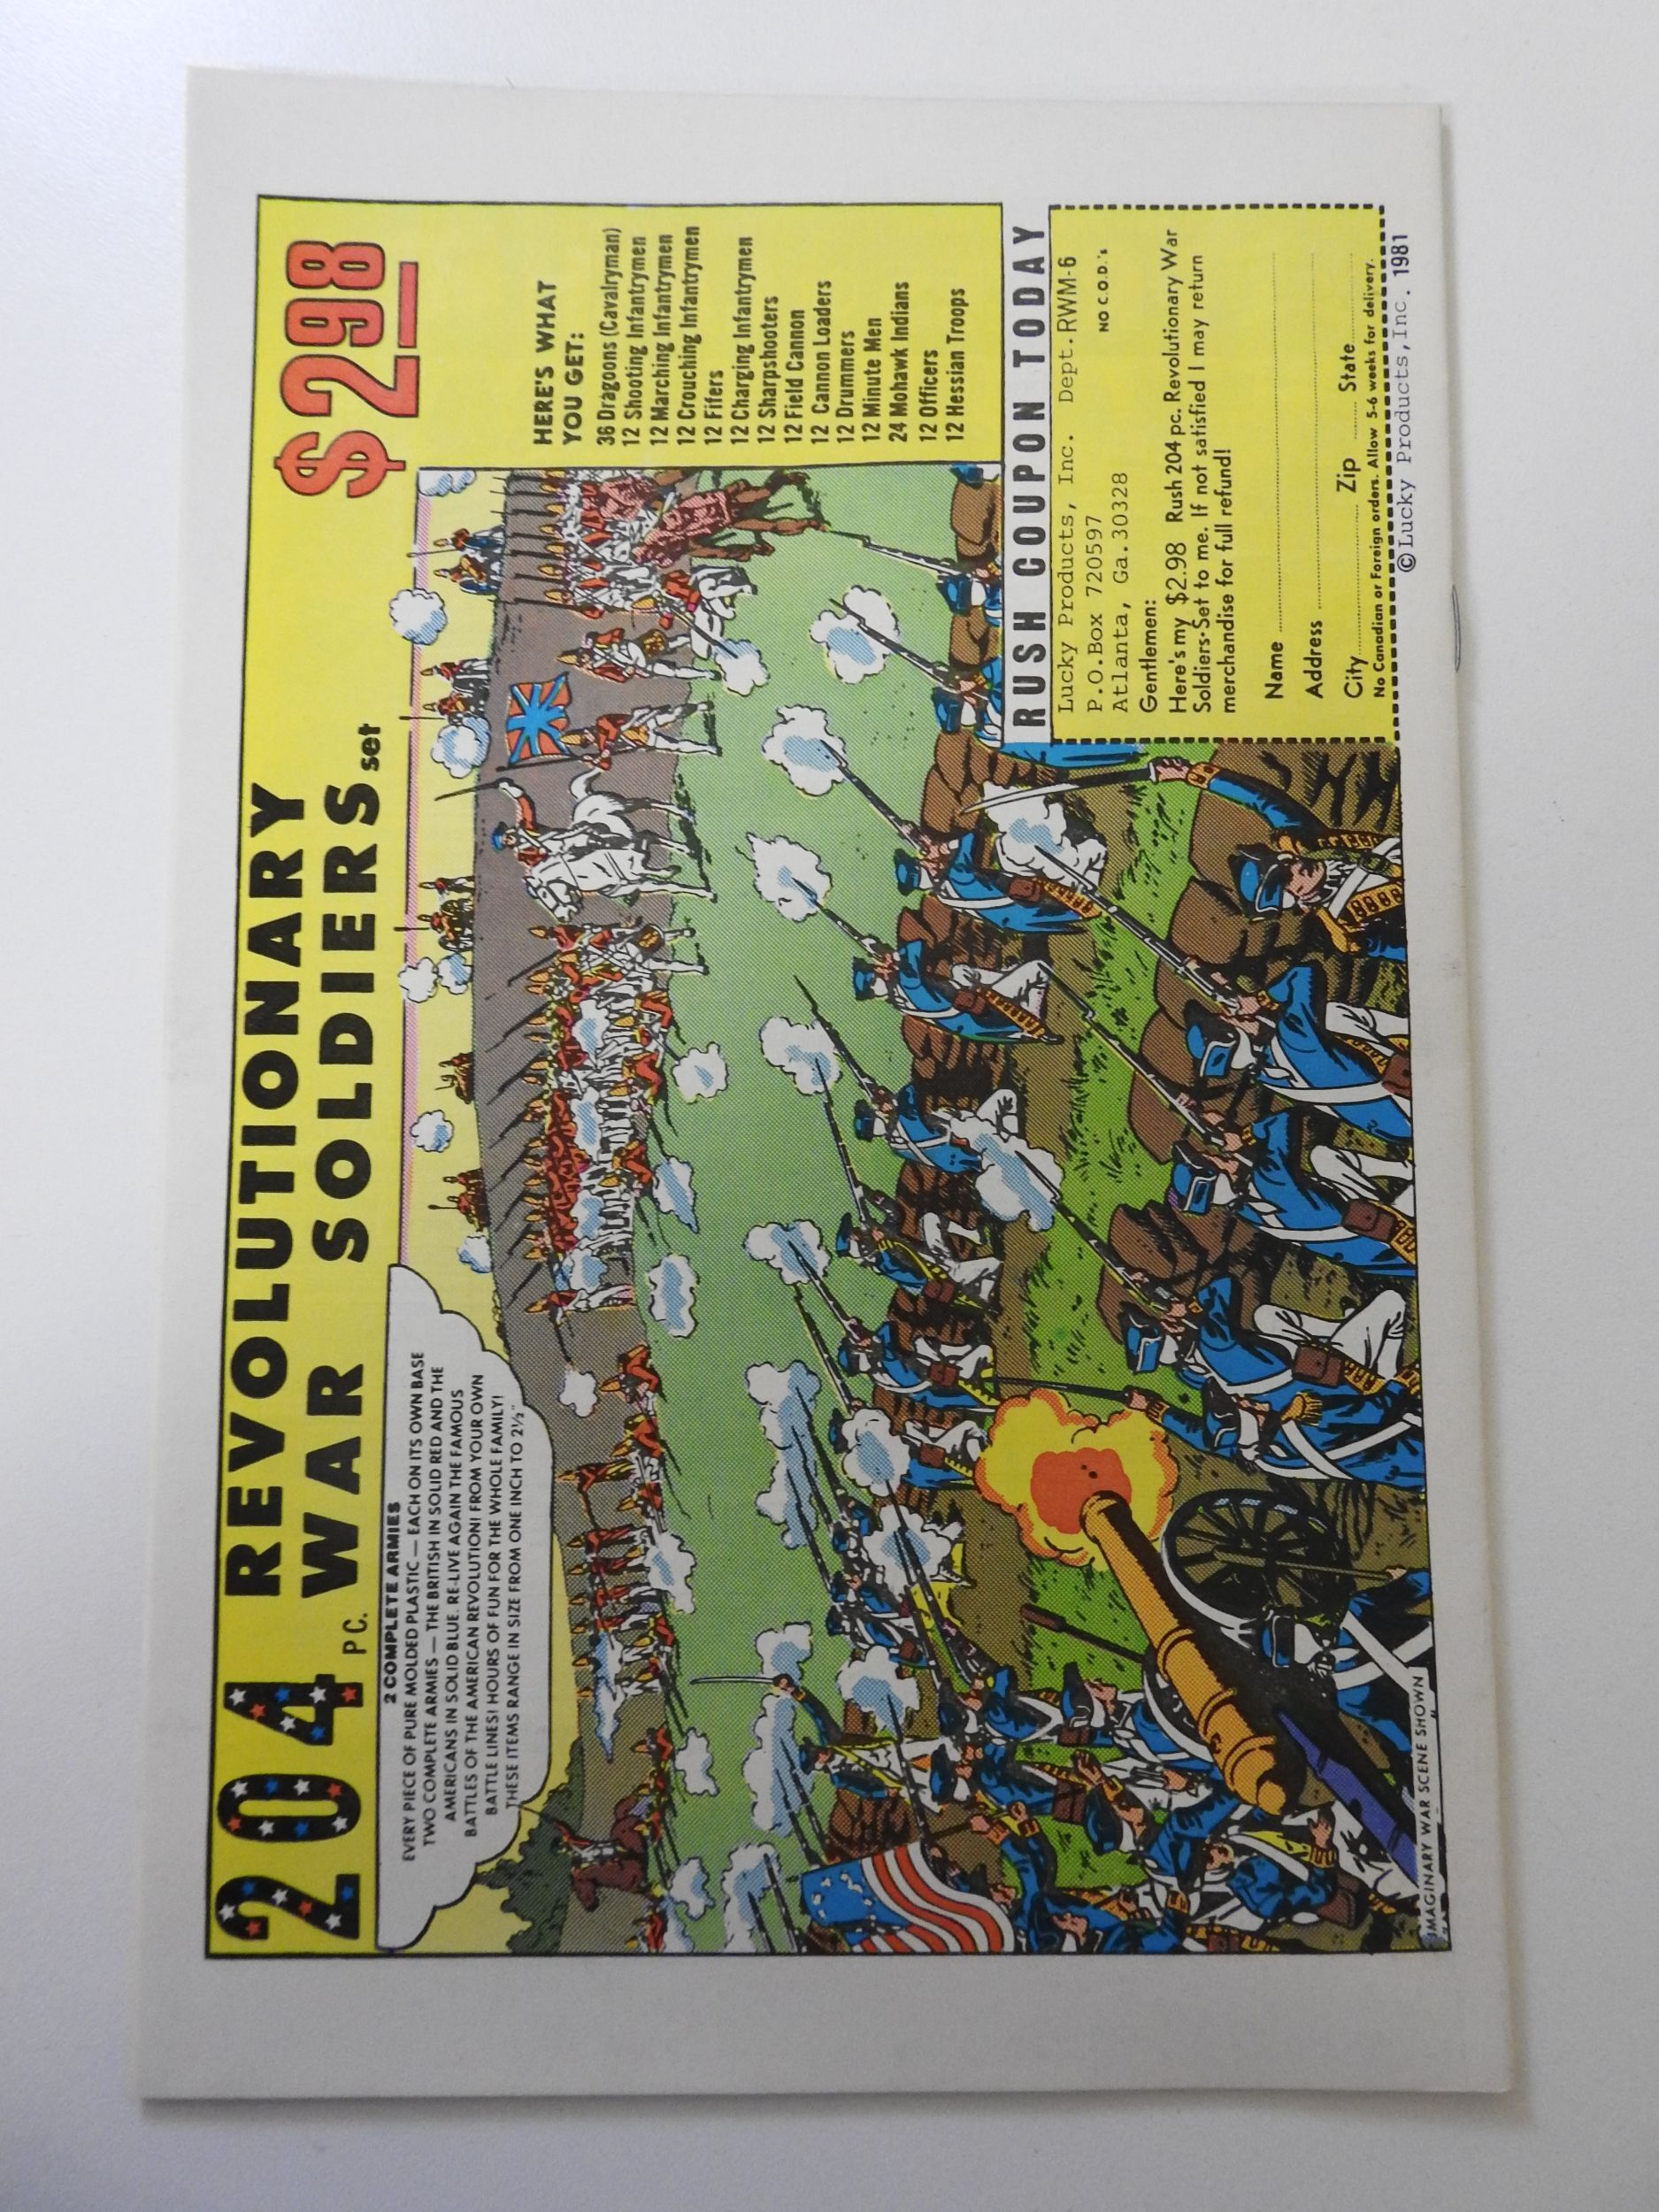 204 PC. REVOLUTIONARY
WAR SOLDIERS set
$2.98
2 COMPLETE ARMIES
EVERY PIECE OF PURE MOLDED PLASTIC — EACH ON ITS OWN BASE
TWO COMPLETE ARMIES — THE BRITISH IN SOLID RED AND THE
AMERICANS IN SOLID BLUE. RE-LIVE AGAIN THE FAMOUS
BATTLES OF THE AMERICAN REVOLUTION! FROM YOUR OWN
BATTLE LINES! HOURS OF FUN FOR THE WHOLE FAMILY!
THESE ITEMS RANGE IN SIZE FROM ONE INCH TO 2½"
HERE'S WHAT
YOU GET:
36 Dragoons (Cavalryman)
12 Shooting Infantrymen
12 Marching Infantrymen
12 Crouching Infantrymen
12 Fifers
12 Charging Infantrymen
12 Sharpshooters
12 Field Cannon
12 Cannon Loaders
12 Drummers
12 Minute Men
24 Mohawk Indians
12 Officers
12 Hessian Troops
RUSH COUPON TODAY
Lucky Products, Inc. Dept. RWM-6
P.O.Box 720597
NO C.O.D.'s
Atlanta, Ga.30328
Gentlemen:
Here's my $2.98 Rush 204 pc. Revolutionary War
Soldiers·Set to me. If not satisfied I may return
merchandise for full refund!
Name
Address
City Zip State
No Canadian or Foreign orders. Allow 5-6 weeks for delivery.
©Lucky Products,Inc. 1981
IMAGINARY WAR SCENE SHOWN